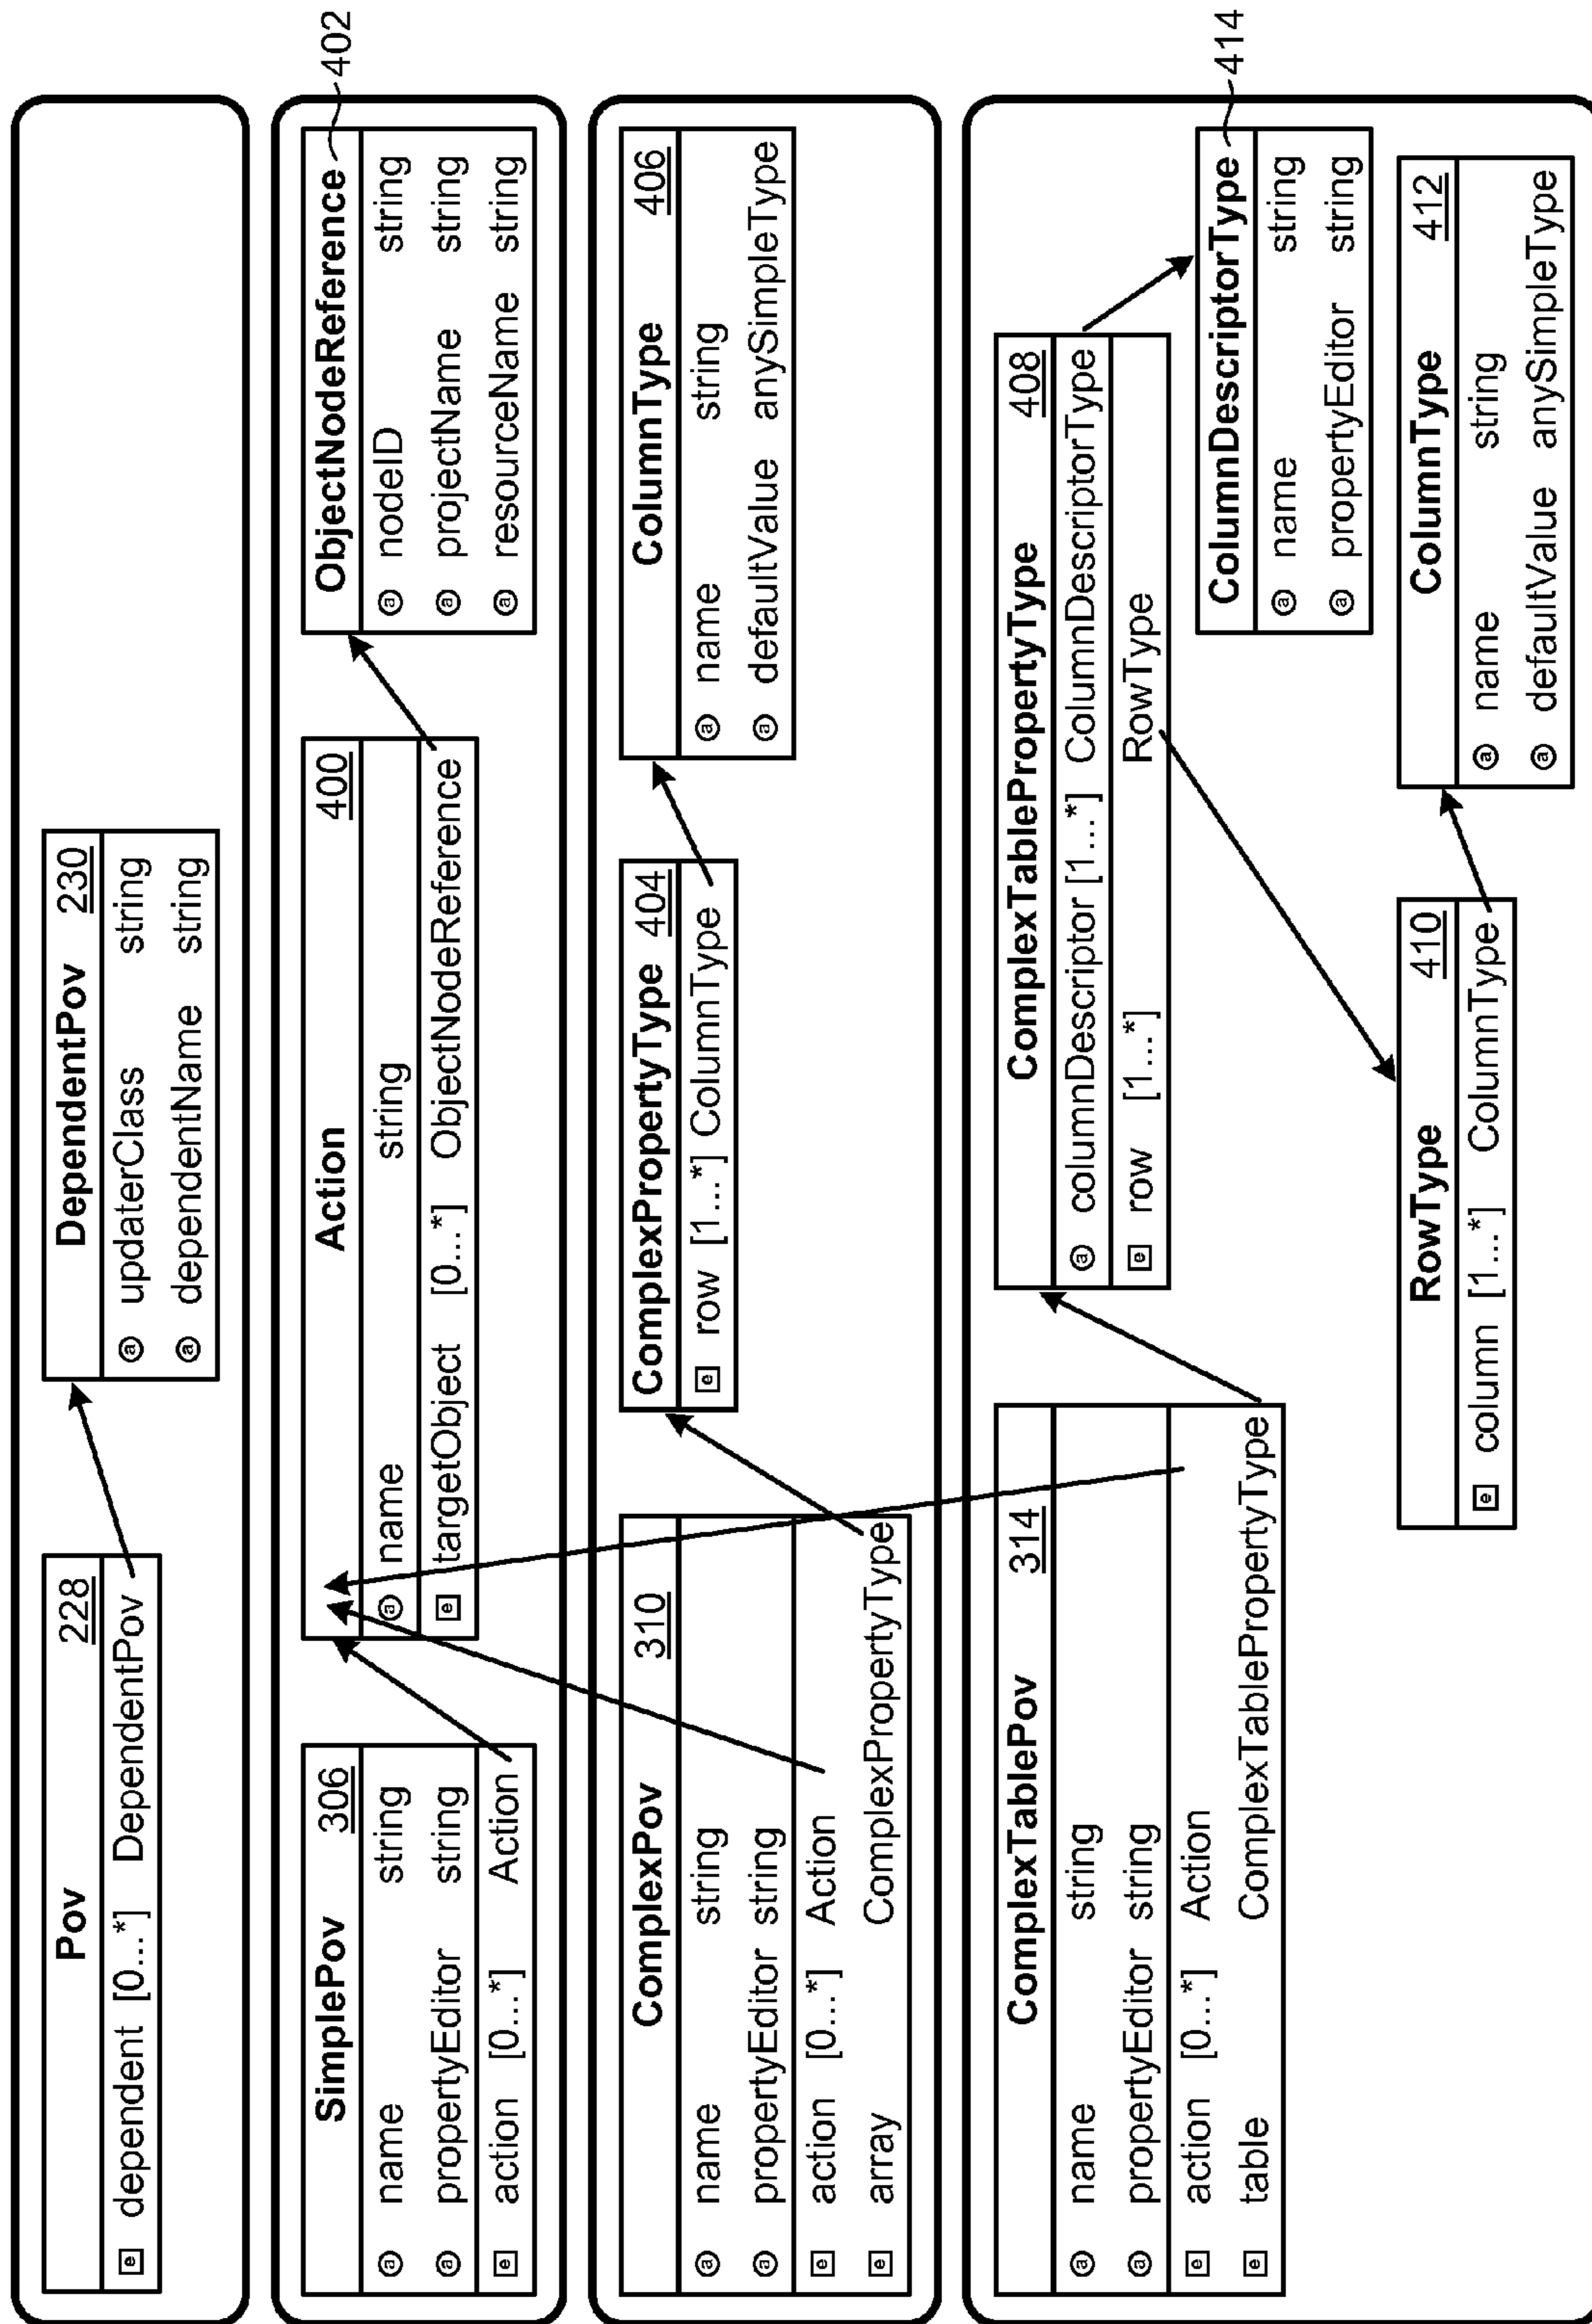 Pov 228
e dependent [0...*] DependentPov
DependentPov 230
a updaterClass string
a dependentName string
SimplePov 306
a name string
a propertyEditor string
e action [0...*] Action
Action 400
a name string
e targetObject [0...*] ObjectNodeReference
ObjectNodeReference 402
a nodeID string
a projectName string
a resourceName string
ComplexPov 310
a name string
a propertyEditor string
e action [0...*] Action
e array ComplexPropertyType
ComplexPropertyType 404
e row [1...*] ColumnType
ColumnType 406
a name string
a defaultValue anySimpleType
ComplexTablePov 314
a name string
a propertyEditor string
e action [0...*] Action
e table ComplexTablePropertyType
ComplexTablePropertyType 408
a columnDescriptor [1...*] ColumnDescriptorType
e row [1...*] RowType
ColumnDescriptorType 414
a name string
a propertyEditor string
RowType 410
e column [1...*] ColumnType
ColumnType 412
a name string
a defaultValue anySimpleType